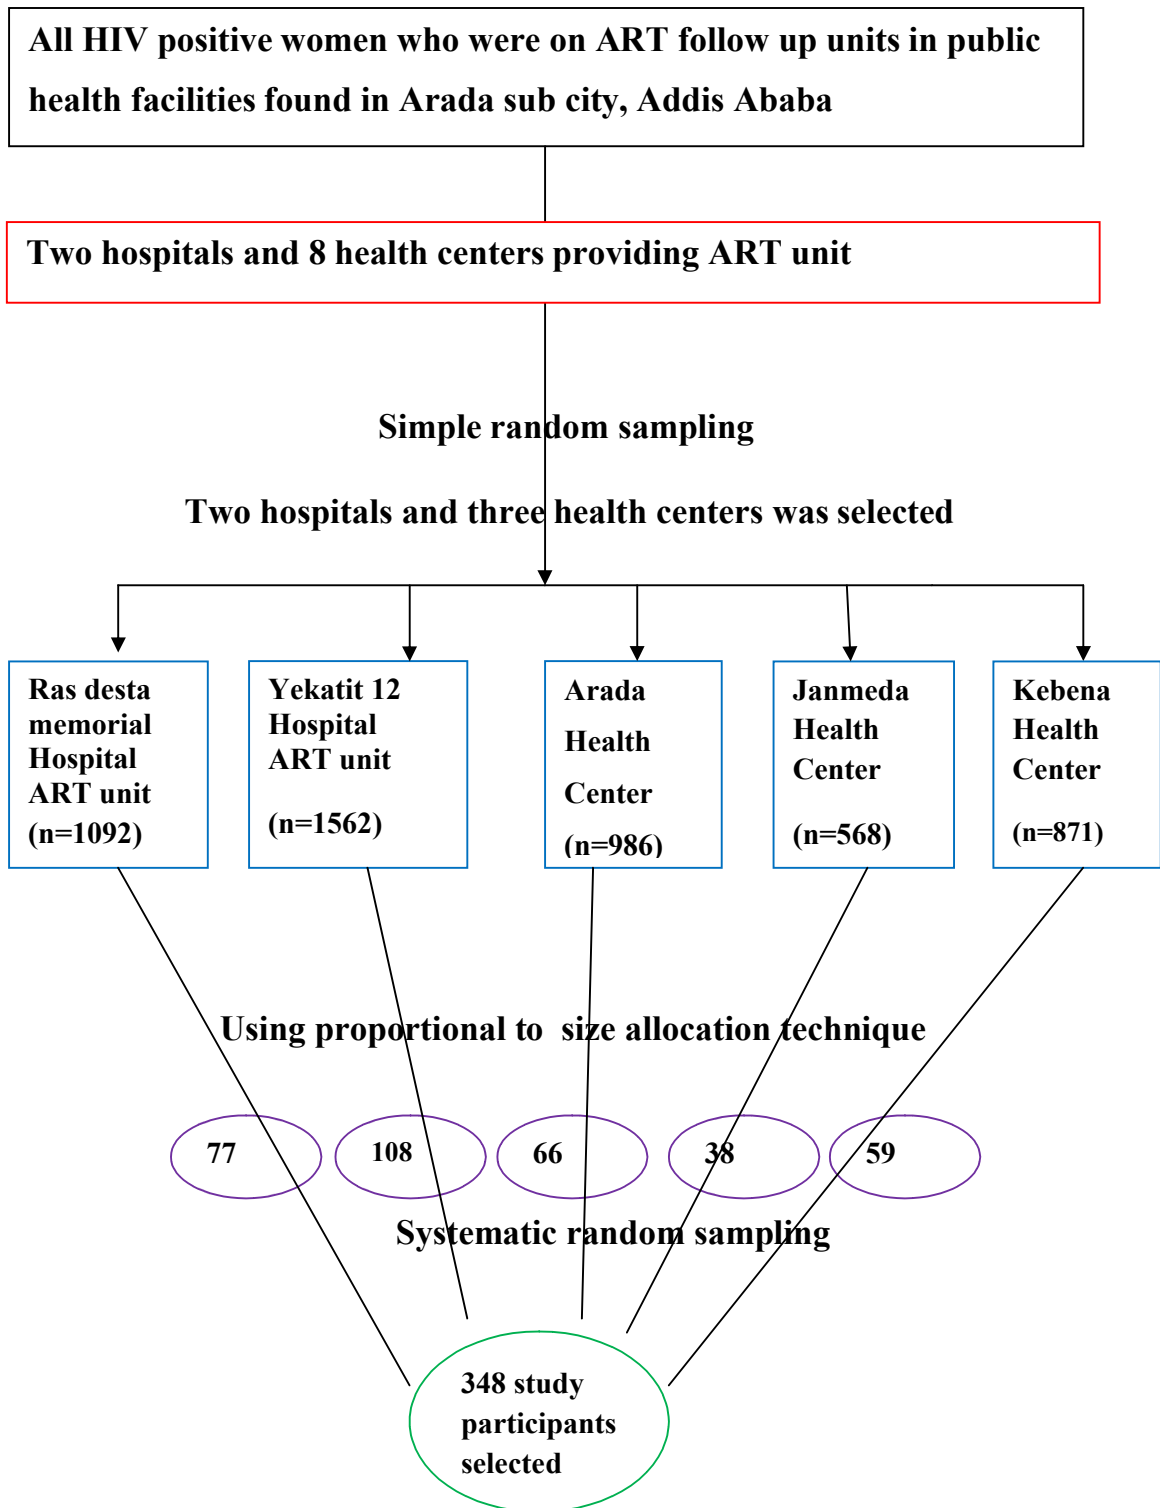 All HIV positive women who were on ART follow up units in public
health facilities found in Arada sub city, Addis Ababa
Two hospitals and 8 health centers providing ART unit
Simple random sampling
Two hospitals and three health centers was selected
Ras desta
memorial
Hospital
ART unit
(n=1092)
Yekatit 12
Hospital
ART unit
(n=1562)
Arada
Health
Center
(n=986)
Janmeda
Health
Center
(n=568)
Kebena
Health
Center
(n=871)
Using proportional to  size allocation technique
77
108
66
38
59
Systematic random sampling
348 study
participants
selected